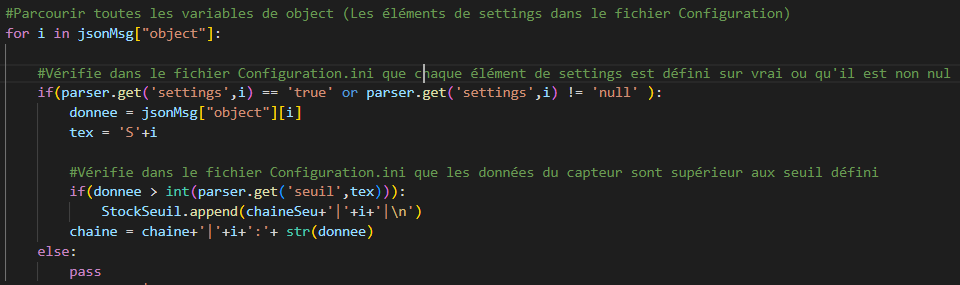 #Parcourir toutes les variables de object (Les éléments de settings dans le fichier Configuration)
for i in jsonMsg["object"]:
#Vérifie dans le fichier Configuration.ini que chaque élément de settings est défini sur vrai ou qu'il est non nul
if(parser.get('settings',i) == 'true' or parser.get('settings',i) != 'null' ):
donnee = jsonMsg["object"][i]
tex = 'S'+i
#Vérifie dans le fichier Configuration.ini que les données du capteur sont supérieur aux seuil défini
if(donnee > int(parser.get('seuil',tex))):
StockSeuil.append(chaineSeu+'|'+i+'|\n')
chaine = chaine+'|'+i+':'+ str(donnee)
else:
pass